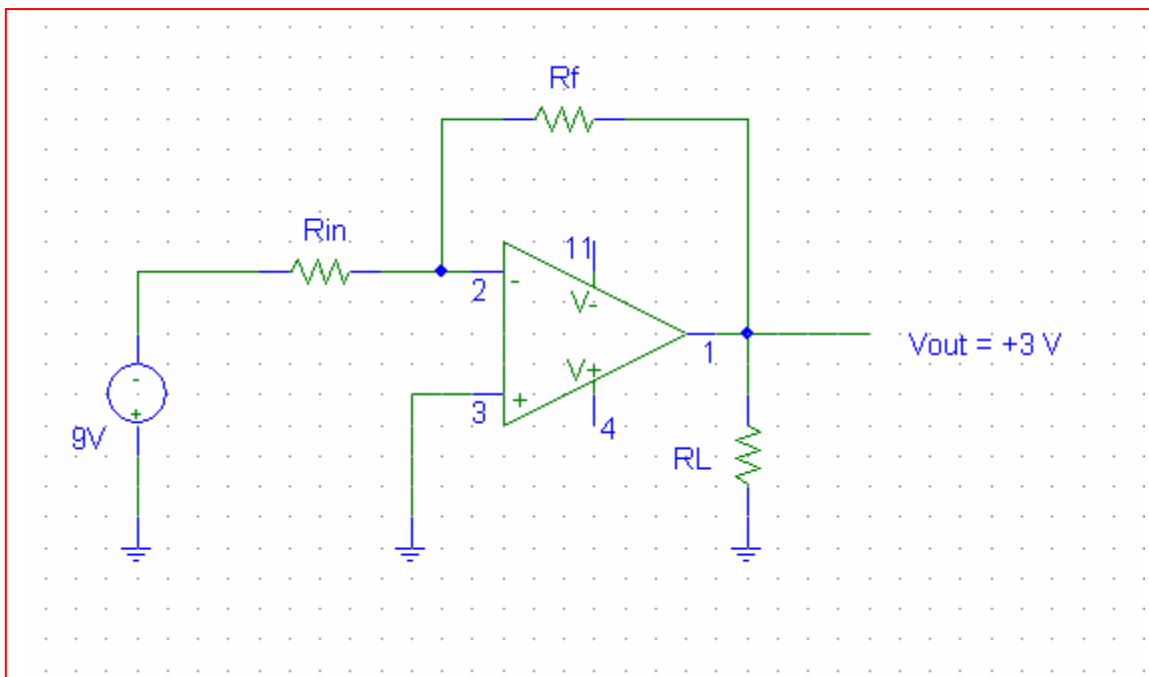 Rf
Rin
11
2
-
V-
1
Vout = +3 V
V+
-
+
3
+
4
9V
RL